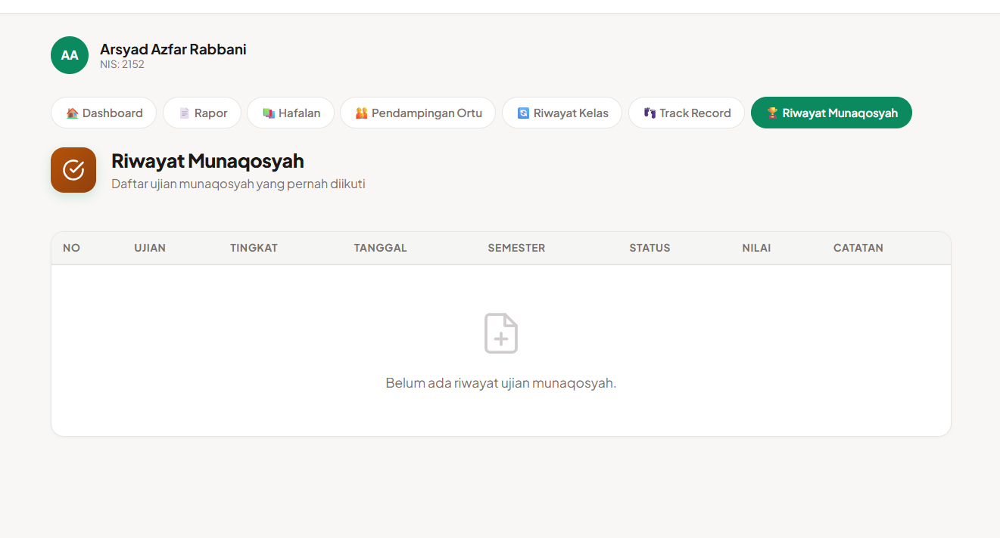 AA
Arsyad Azfar Rabbani
NIS: 2152
Dashboard
Rapor
Hafalan
Pendampingan Ortu
Riwayat Kelas
Track Record
Riwayat Munaqosyah
Riwayat Munaqosyah
Daftar ujian munaqosyah yang pernah diikuti
NO UJIAN TINGKAT TANGGAL SEMESTER STATUS NILAI CATATAN
Belum ada riwayat ujian munaqosyah.